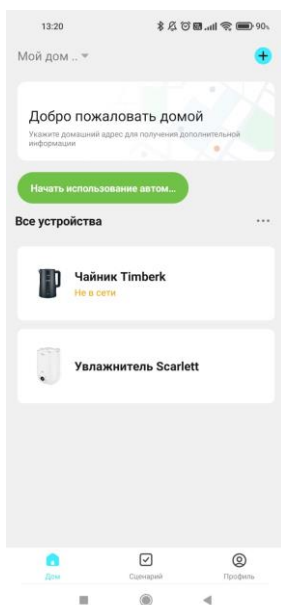 13:20
90%
Мой дом ..
Добро пожаловать домой
Укажите домашний адрес для получения дополнительной
информации
Начать использование автом...
Все устройства
Чайник Timberk
Не в сети
Увлажнитель Scarlett
Дом
Сценарий
Профиль